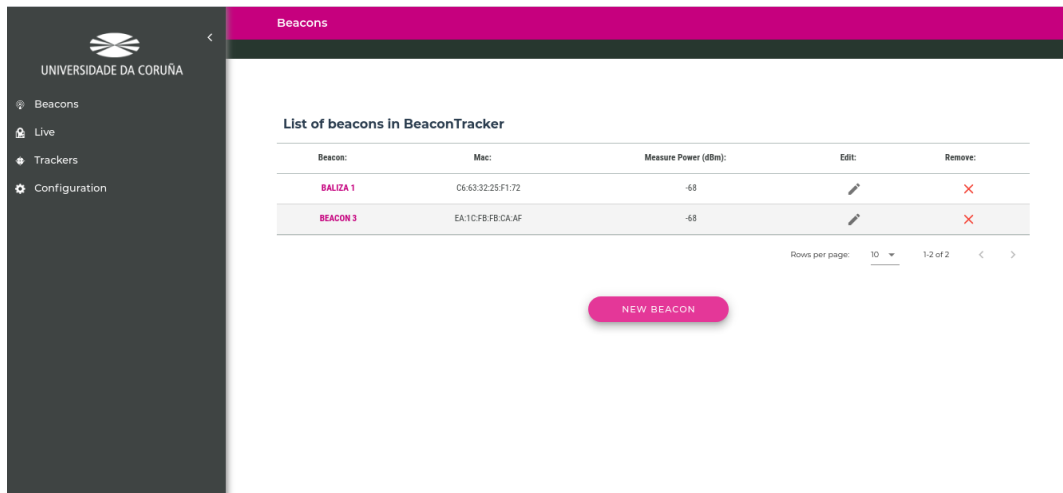 Beacons
UNIVERSIDADE DA CORUÑA
Beacons
Live
Trackers
Configuration
List of beacons in BeaconTracker
Beacon: Mac: Measure Power (dBm): Edit: Remove:
BALIZA 1 C6:63:32:25:F1:72 -68
BEACON 3 EA:1C:FB:FB:CA:AF -68
Rows per page: 10 1-2 of 2
NEW BEACON